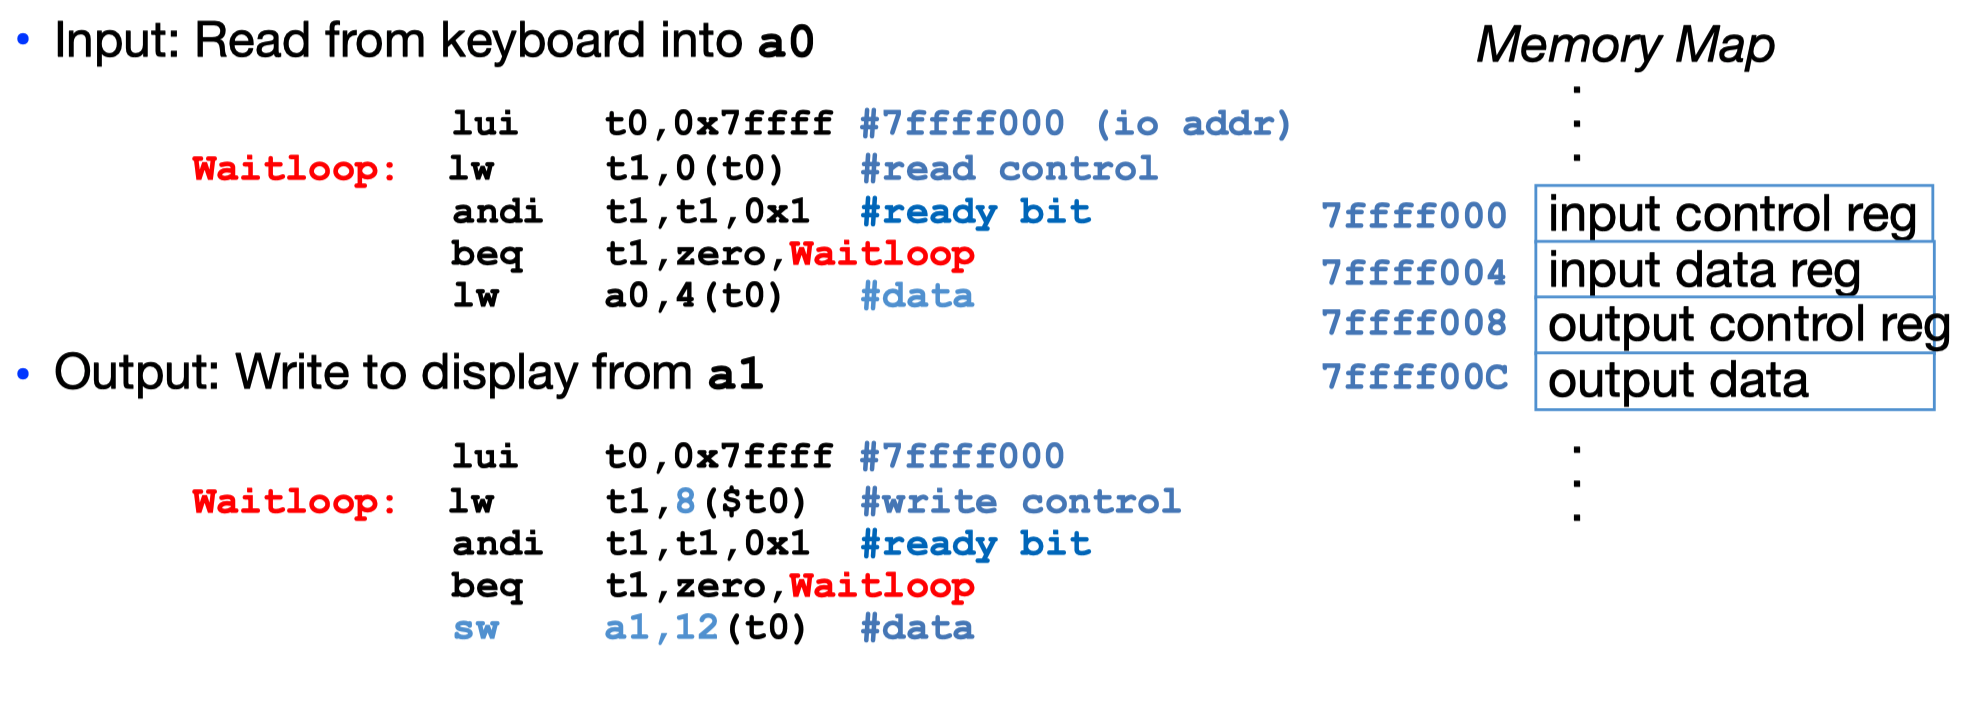 • Input: Read from keyboard into a0
lui t0,0x7ffff #7ffff000 (io addr)
Waitloop: lw t1,0(t0) #read control
andi t1,t1,0x1 #ready bit
beq t1,zero,Waitloop
lw a0,4(t0) #data
• Output: Write to display from a1
lui t0,0x7ffff #7ffff000
Waitloop: lw t1,8($t0) #write control
andi t1,t1,0x1 #ready bit
beq t1,zero,Waitloop
sw a1,12(t0) #data
Memory Map
7ffff000 input control reg
7ffff004 input data reg
7ffff008 output control reg
7ffff00C output data